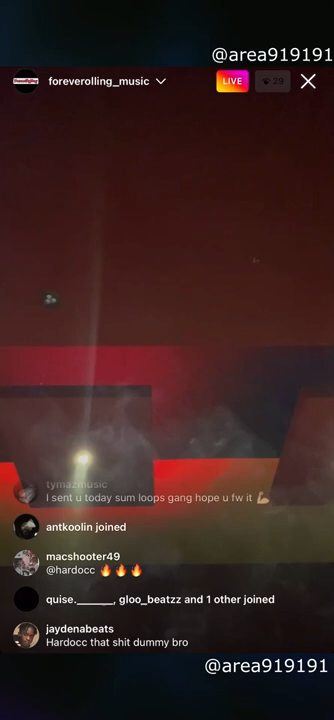 @area919191
foreverolling_music
LIVE
29
tymazmusic
I sent u today sum loops gang hope u fw it 💪🏼
antkoolin joined
macshooter49
@hardocc 🔥🔥🔥
quise.______, gloo_beatzz and 1 other joined
jaydenabeats
Hardocc that shit dummy bro
@area919191